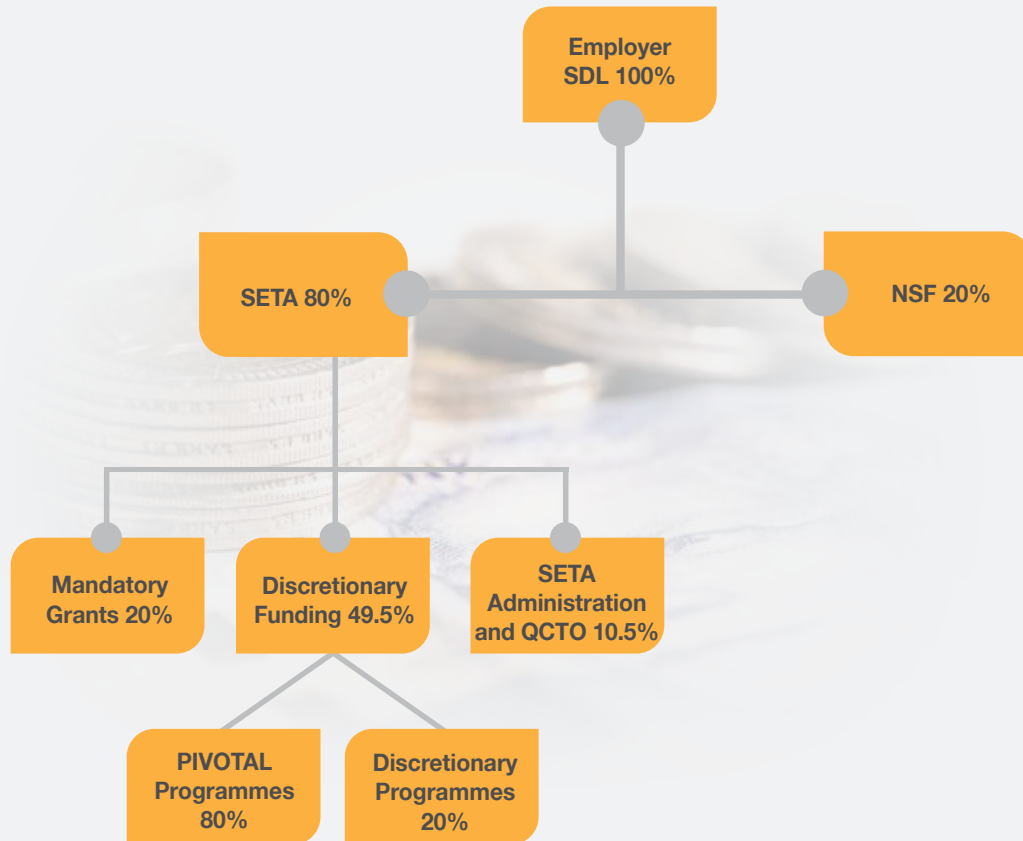 Employer
SDL 100%
SETA 80%
NSF 20%
Mandatory
Grants 20%
Discretionary
Funding 49.5%
SETA
Administration
and QCTO 10.5%
PIVOTAL
Programmes
80%
Discretionary
Programmes
20%